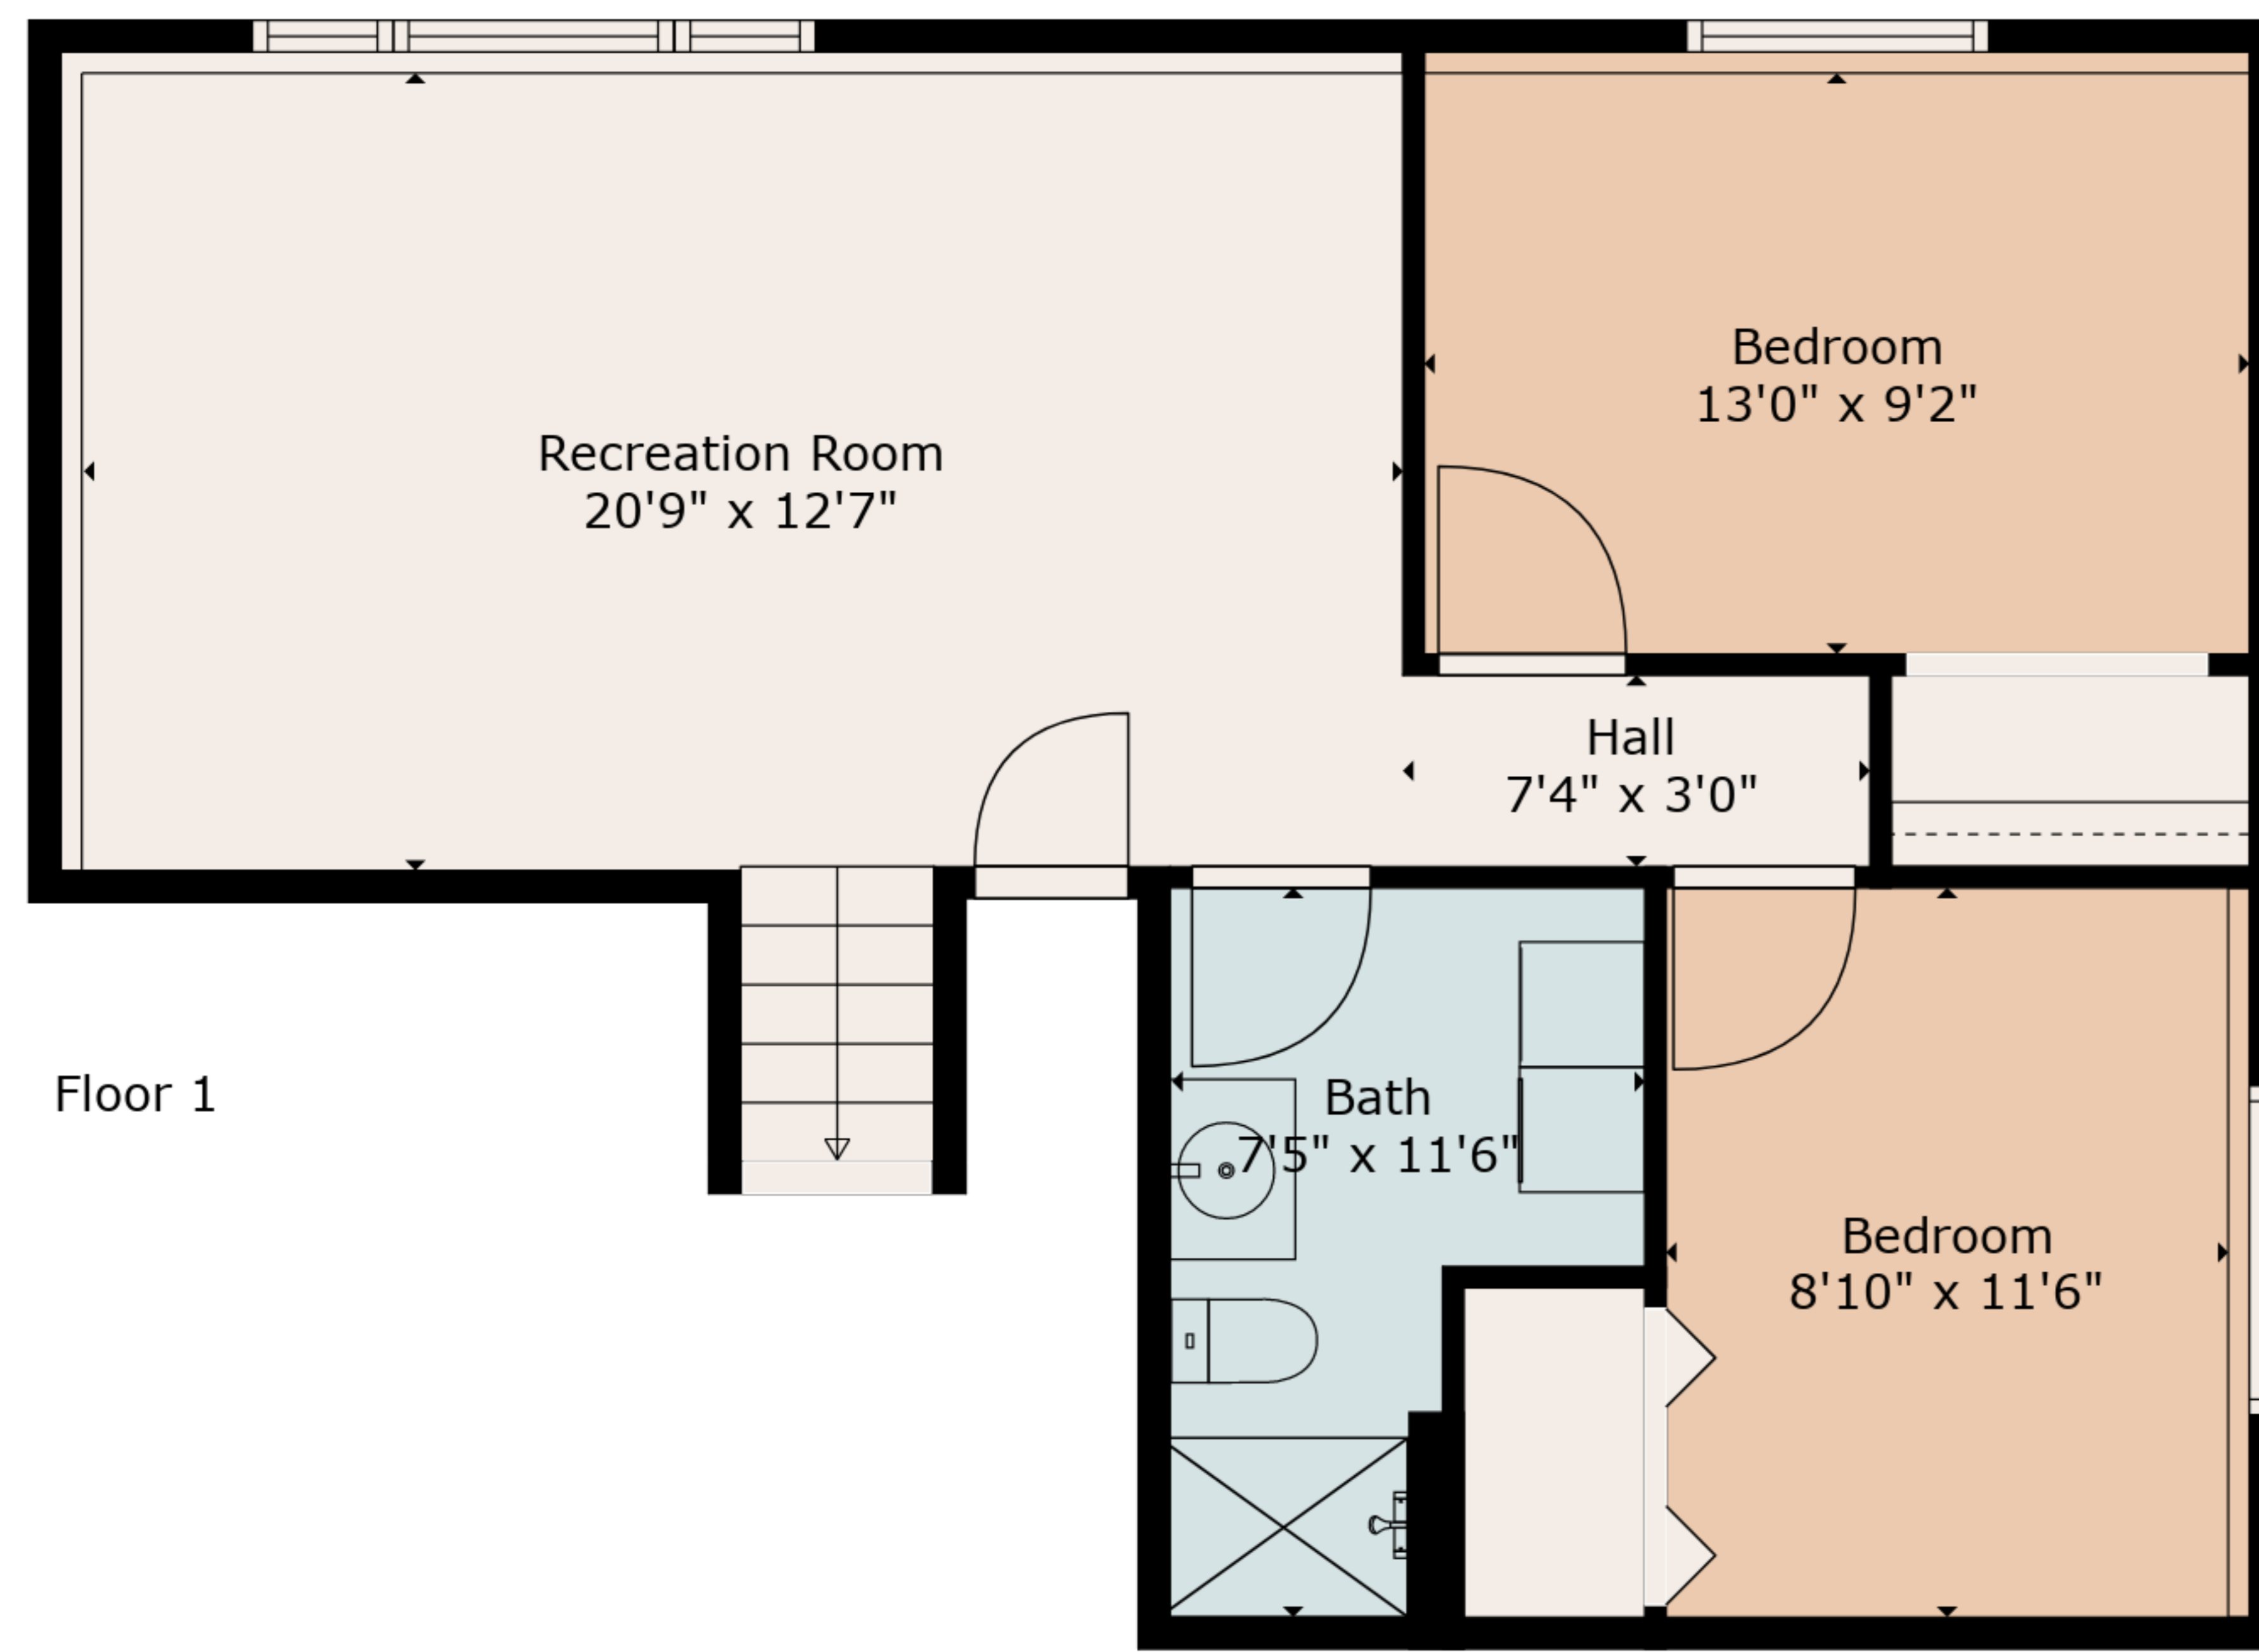 Bedroom
13'0" x 9'2"
Recreation Room
20'9" x 12'7"
Hall
7'4" x 3'0"
Floor 1
Bath
7'5" x 11'6"
Bedroom
8'10" x 11'6"